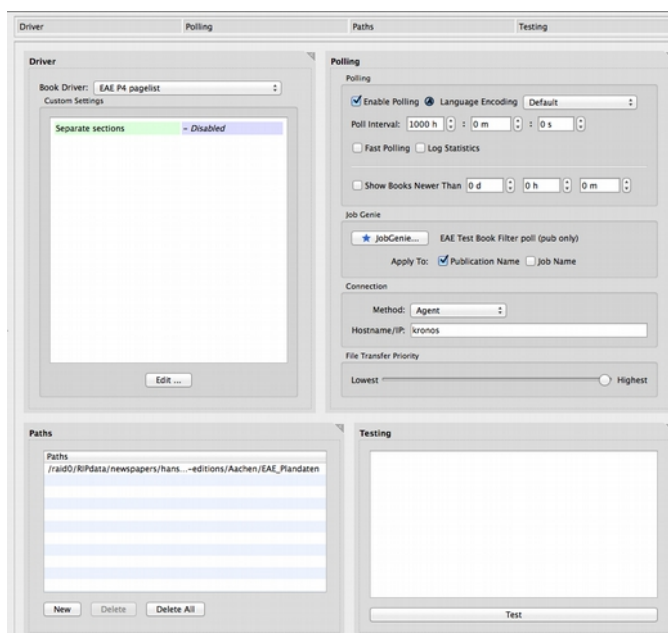 Driver Polling Paths Testing
Driver
Book Driver: EAE P4 pagelist
Custom Settings
Separate sections – Disabled
Edit ...
Polling
Polling
Enable Polling Language Encoding Default
Poll Interval: 1000 h : 0 m : 0 s
Fast Polling Log Statistics
Show Books Newer Than 0 d 0 h 0 m
Job Genie
JobGenie... EAE Test Book Filter poll (pub only)
Apply To: Publication Name Job Name
Connection
Method: Agent
Hostname/IP: kronos
File Transfer Priority
Lowest Highest
Paths
Paths
/raid0/RIPdata/newspapers/hans...-editions/Aachen/EAE_Plandaten
New Delete Delete All
Testing
Test